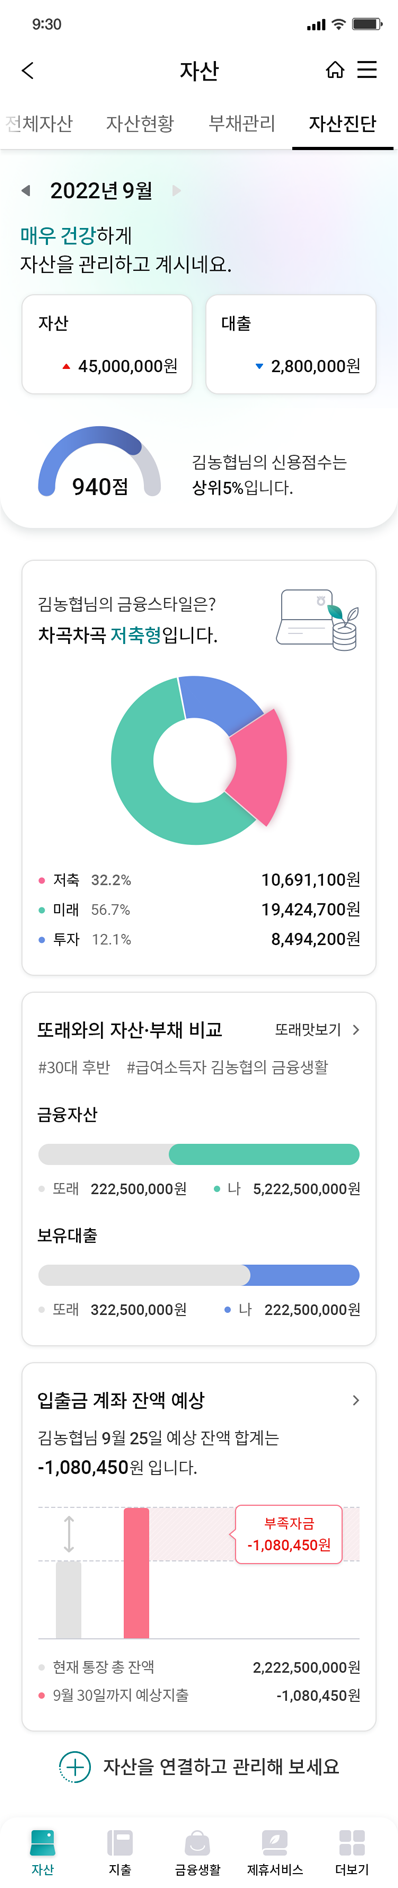 9:30
자산
전체자산 자산현황 부채관리 자산진단
2022년 9월
매우 건강하게
자산을 관리하고 계시네요.
자산 대출
45,000,000원 2,800,000원
김농협님의 신용점수는
940점 상위5%입니다.
김농협님의 금융스타일은?
차곡차곡 저축형입니다.
저축 32.2% 10,691,100원
미래 56.7% 19,424,700원
투자 12.1% 8,494,200원
또래와의 자산·부채 비교 또래맛보기
#30대 후반 #급여소득자 김농협의 금융생활
금융자산
또래 222,500,000원 나 5,222,500,000원
보유대출
또래 322,500,000원 나 222,500,000원
입출금 계좌 잔액 예상
김농협님 9월 25일 예상 잔액 합계는
-1,080,450원 입니다.
부족자금
-1,080,450원
현재 통장 총 잔액 2,222,500,000원
9월 30일까지 예상지출 -1,080,450원
자산을 연결하고 관리해 보세요
자산 지출 금융생활 제휴서비스 더보기